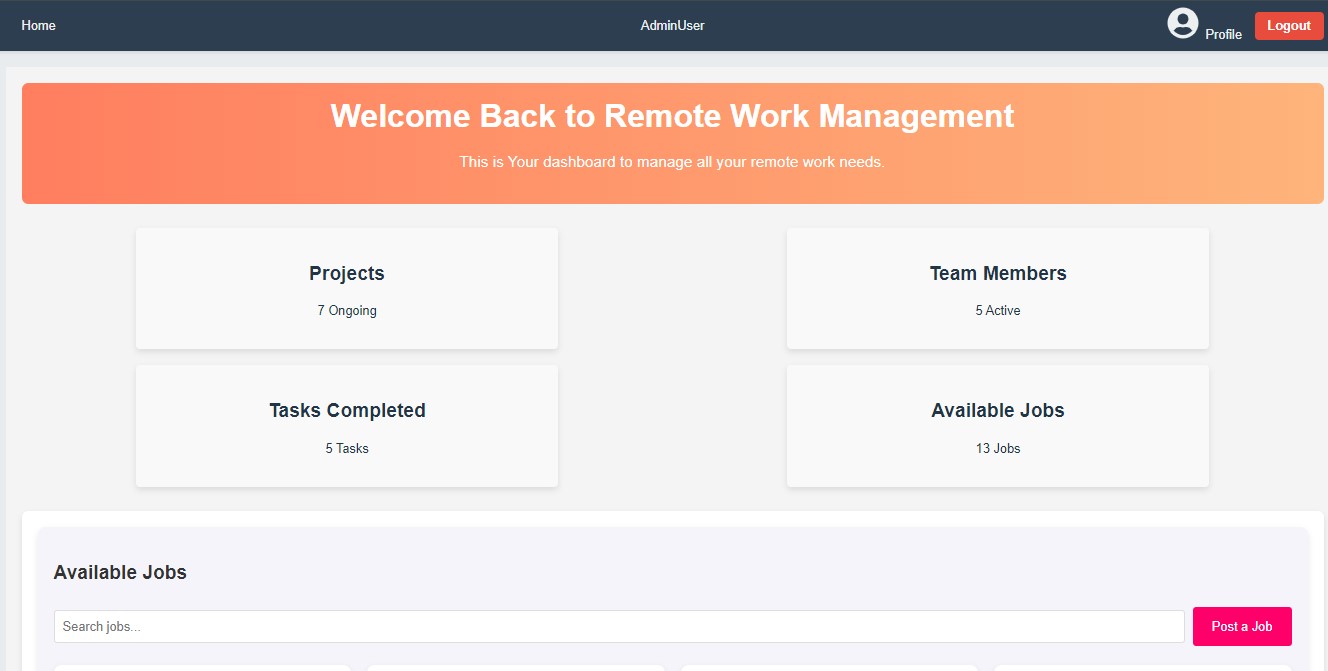 Home
AdminUser
Profile
Logout
Welcome Back to Remote Work Management
This is Your dashboard to manage all your remote work needs.
Projects
7 Ongoing
Team Members
5 Active
Tasks Completed
5 Tasks
Available Jobs
13 Jobs
Available Jobs
Search jobs...
Post a Job